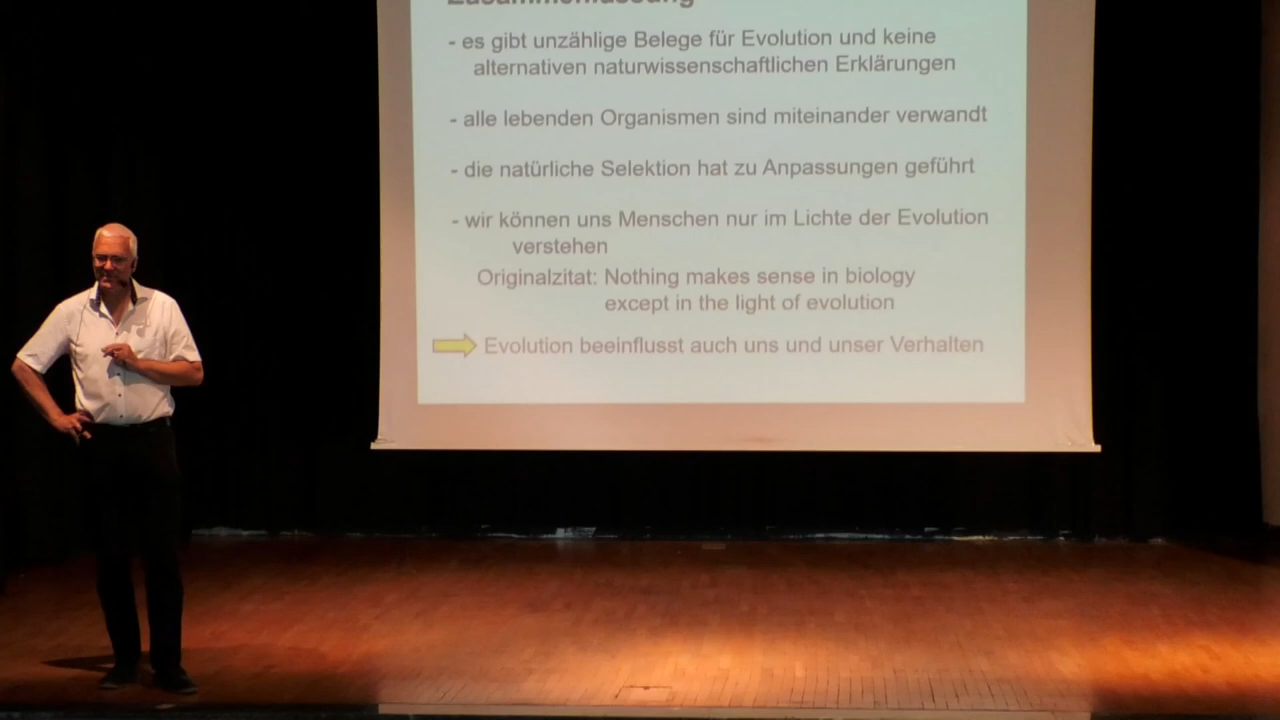 Zusammenfassung
- es gibt unzählige Belege für Evolution und keine
alternativen naturwissenschaftlichen Erklärungen
- alle lebenden Organismen sind miteinander verwandt
- die natürliche Selektion hat zu Anpassungen geführt
- wir können uns Menschen nur im Lichte der Evolution
verstehen
Originalzitat: Nothing makes sense in biology
except in the light of evolution
Evolution beeinflusst auch uns und unser Verhalten